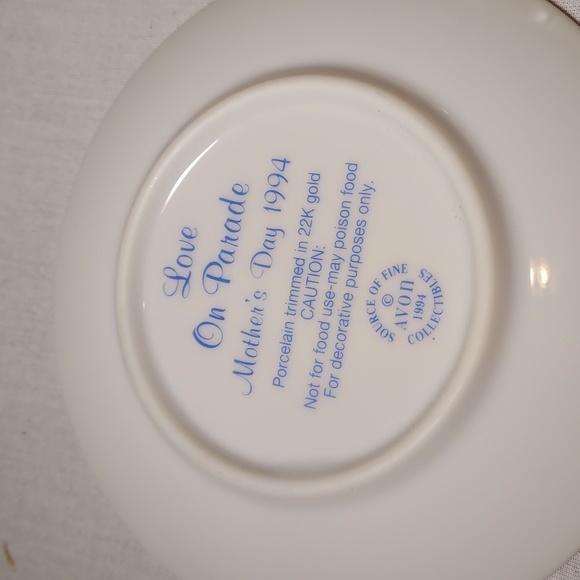 Love
On Parade
Mother's Day 1994
Porcelain trimmed in 22K gold
CAUTION:
Not for food use-may poison food
For decorative purposes only.
SOURCE OF FINE
©
AVON
1994
COLLECTIBLES